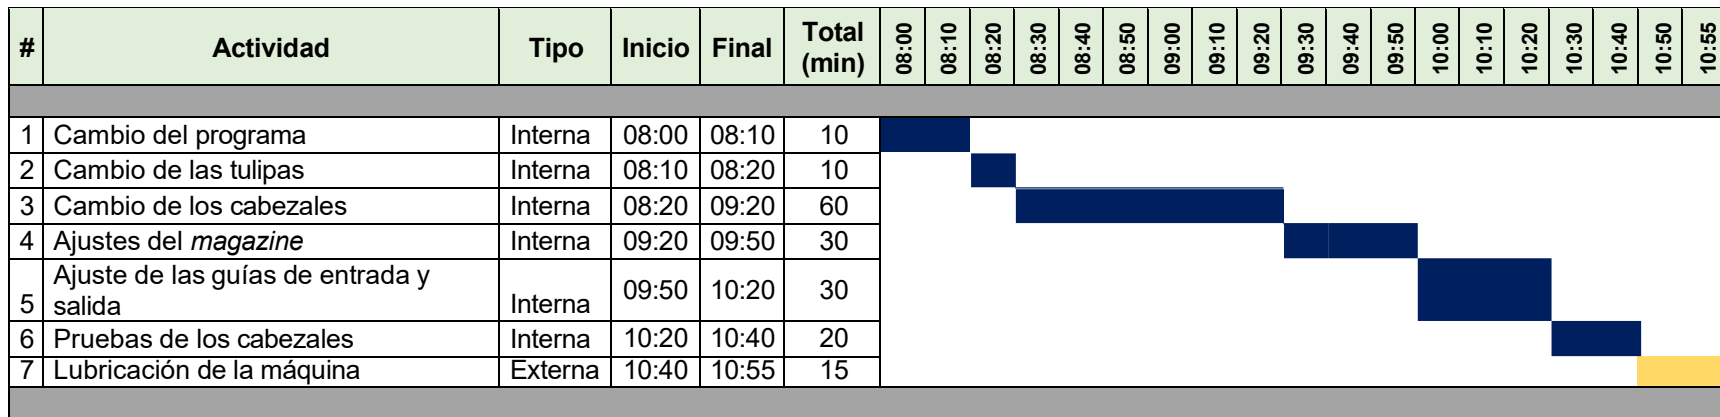 # Actividad Tipo Inicio Final Total (min) 08:00 08:10 08:20 08:30 08:40 08:50 09:00 09:10 09:20 09:30 09:40 09:50 10:00 10:10 10:20 10:30 10:40 10:50 10:55
1 Cambio del programa Interna 08:00 08:10 10
2 Cambio de las tulipas Interna 08:10 08:20 10
3 Cambio de los cabezales Interna 08:20 09:20 60
4 Ajustes del magazine Interna 09:20 09:50 30
5 Ajuste de las guías de entrada y salida Interna 09:50 10:20 30
6 Pruebas de los cabezales Interna 10:20 10:40 20
7 Lubricación de la máquina Externa 10:40 10:55 15